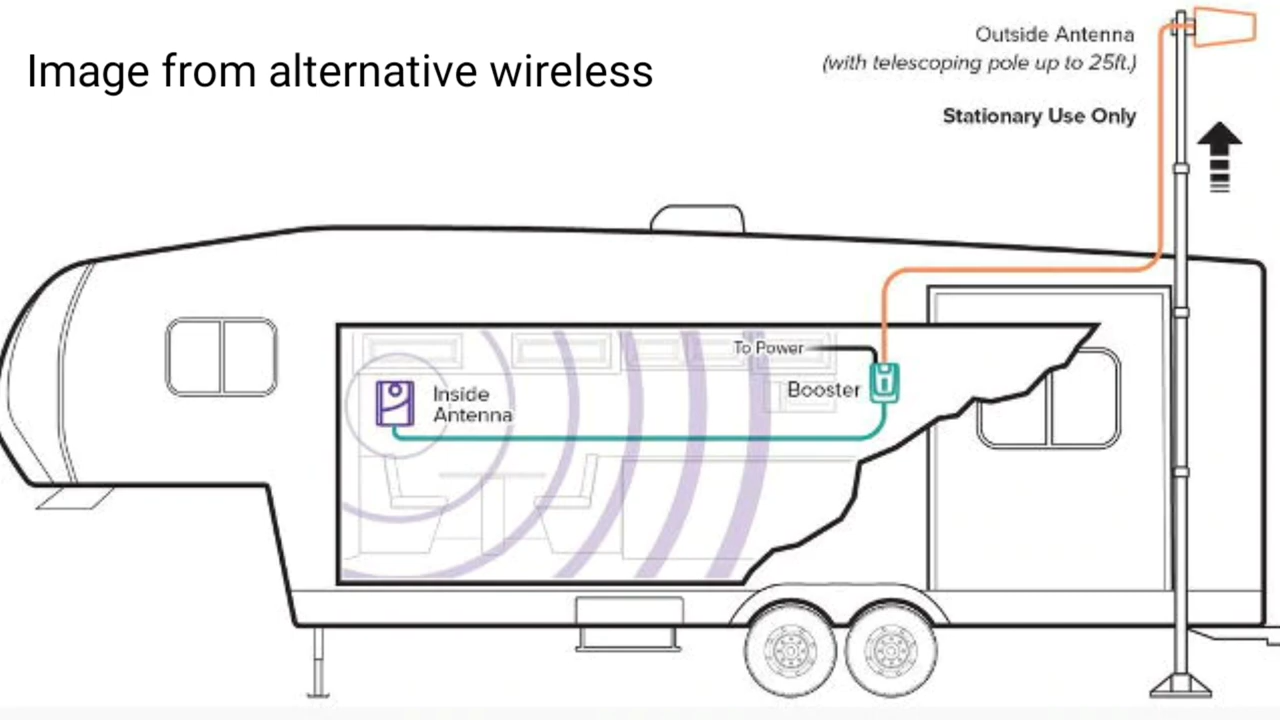 Image from alternative wireless
Outside Antenna
(with telescoping pole up to 25ft.)
Stationary Use Only
To Power
Booster
Inside
Antenna